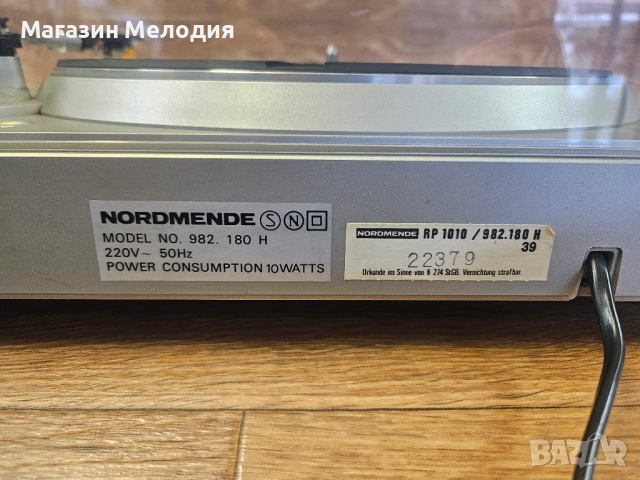 Магазин Мелодия
NORDMENDE S N
MODEL NO. 982. 180 H
220V~ 50Hz
POWER CONSUMPTION 10WATTS
NORDMENDE RP 1010 / 982.180 H
39
22379
Urkunde im Sinne von § 274 StGB. Vernichtung strafbar.
BAZAR